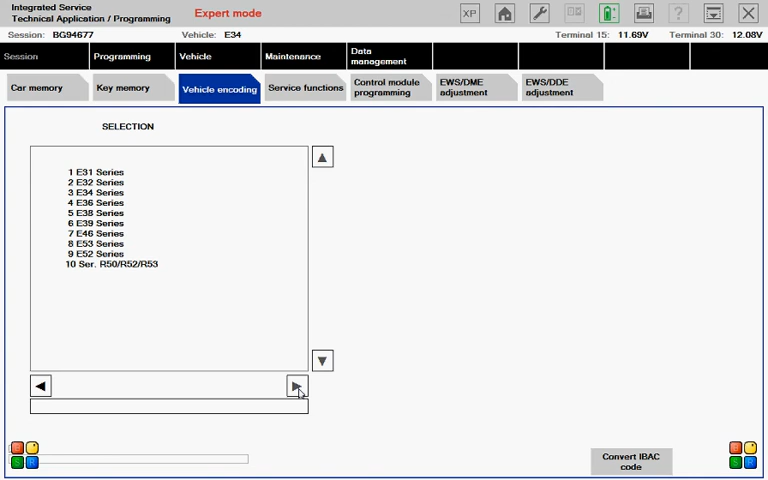 Integrated Service
Technical Application / Programming
Expert mode
XP
?
Session: BG94677
Vehicle: E34
Terminal 15: 11.69V
Terminal 30: 12.08V
Session
Programming
Vehicle
Maintenance
Data
management
Car memory
Key memory
Vehicle encoding
Service functions
Control module
programming
EWS/DME
adjustment
EWS/DDE
adjustment
SELECTION
1 E31 Series
2 E32 Series
3 E34 Series
4 E36 Series
5 E38 Series
6 E39 Series
7 E46 Series
8 E53 Series
9 E52 Series
10 Ser. R50/R52/R53
Convert IBAC
code